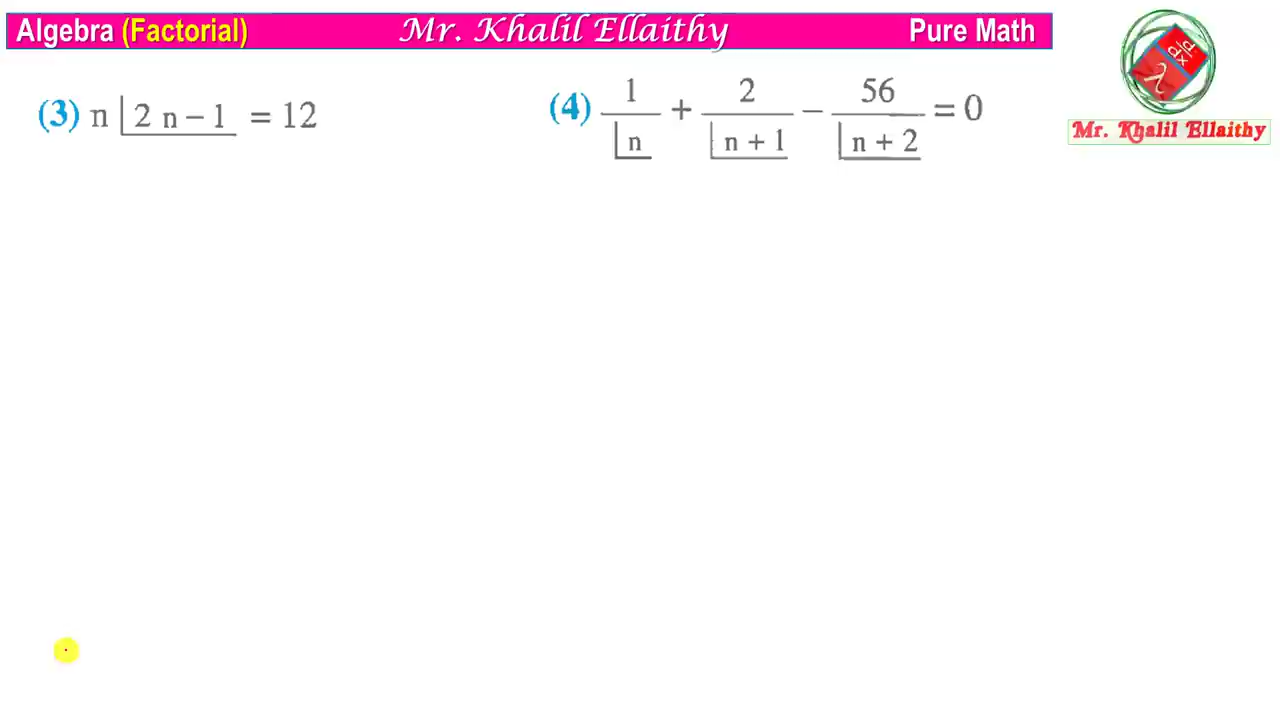 Algebra (Factorial) Mr. Khalil Ellaithy Pure Math
Mr. Khalil Ellaithy
(3) n |2 n − 1 = 12
(4) 1/|n + 2/|n + 1 − 56/|n + 2 = 0